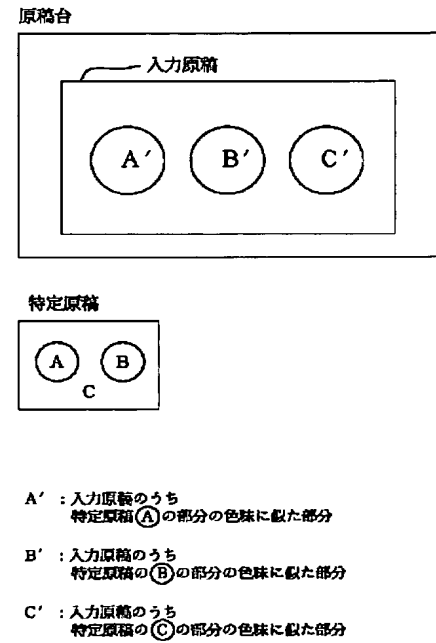 原稿台
入力原稿
A′ B′ C′
特定原稿
A B
C
A′ :入力原稿のうち
特定原稿Ⓐの部分の色味に似た部分
B′ :入力原稿のうち
特定原稿のⒷの部分の色味に似た部分
C′ :入力原稿のうち
特定原稿のⒸの部分の色味に似た部分